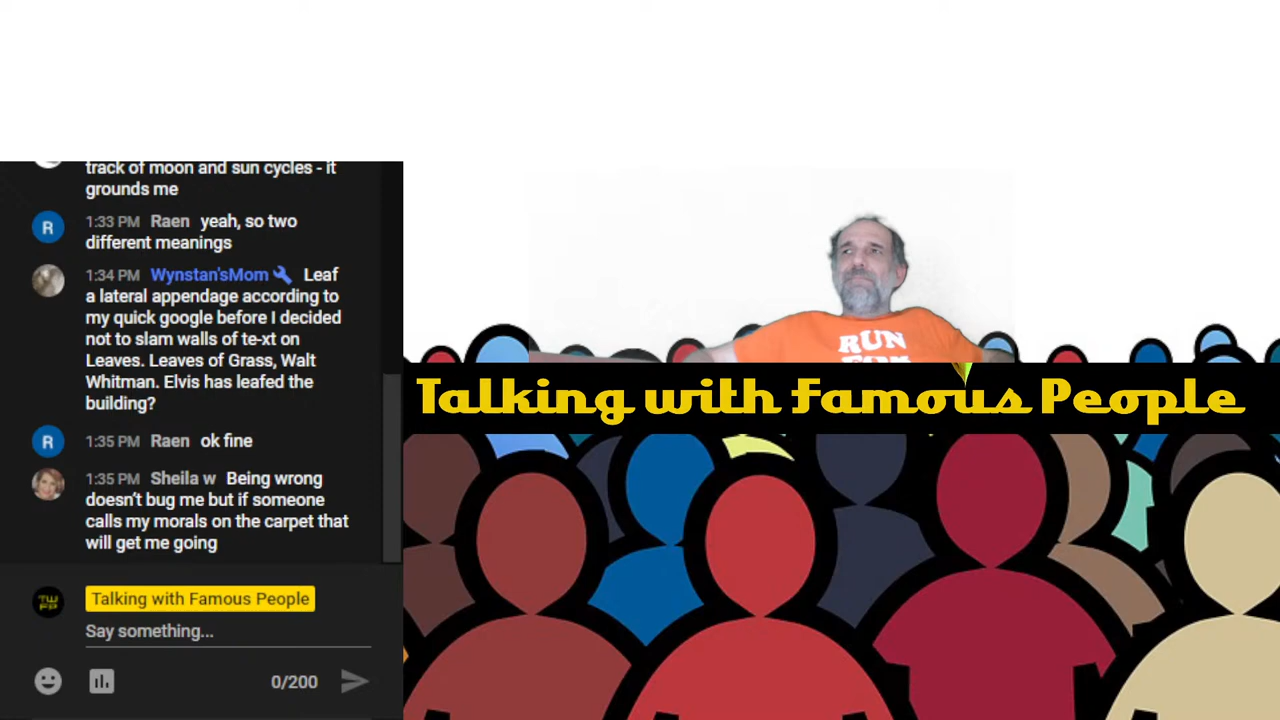 track of moon and sun cycles - it
grounds me
R
1:33 PM Raen yeah, so two
different meanings
1:34 PM Wynstan'sMom Leaf
a lateral appendage according to
my quick google before I decided
not to slam walls of te-xt on
Leaves. Leaves of Grass, Walt
Whitman. Elvis has leafed the
building?
R
1:35 PM Raen ok fine
1:35 PM Sheila w Being wrong
doesn't bug me but if someone
calls my morals on the carpet that
will get me going
TW
FP
Talking with Famous People
Say something...
0/200
RUN
Talking with Famous People